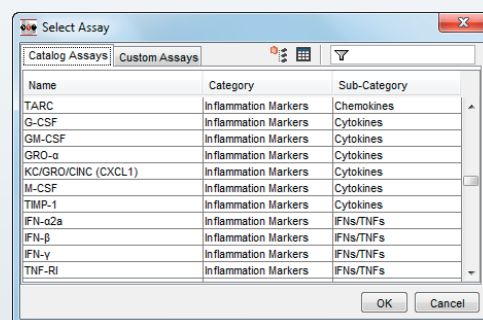 Select Assay
Catalog Assays Custom Assays
Name Category Sub-Category
TARC Inflammation Markers Chemokines
G-CSF Inflammation Markers Cytokines
GM-CSF Inflammation Markers Cytokines
GRO-α Inflammation Markers Cytokines
KC/GRO/CINC (CXCL1) Inflammation Markers Cytokines
M-CSF Inflammation Markers Cytokines
TIMP-1 Inflammation Markers Cytokines
IFN-α2a Inflammation Markers IFNs/TNFs
IFN-β Inflammation Markers IFNs/TNFs
IFN-γ Inflammation Markers IFNs/TNFs
TNF-RI Inflammation Markers IFNs/TNFs
OK Cancel